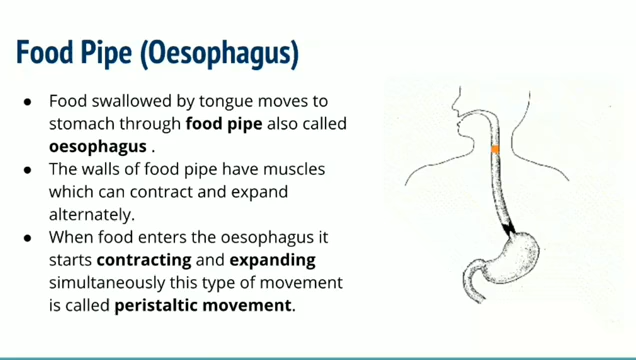 Food Pipe (Oesophagus)
● Food swallowed by tongue moves to
stomach through food pipe also called
oesophagus .
● The walls of food pipe have muscles
which can contract and expand
alternately.
● When food enters the oesophagus it
starts contracting and expanding
simultaneously this type of movement
is called peristaltic movement.